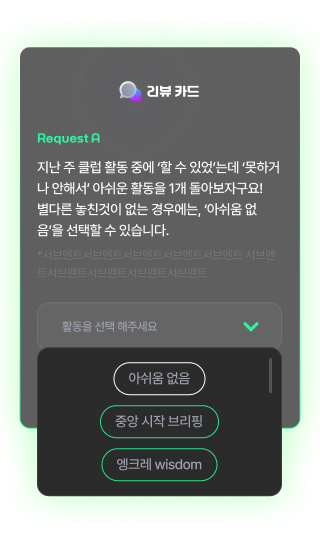 리뷰 카드
Request A
지난 주 클럽 활동 중에 ‘할 수 있었’는데 ‘못하거
나 안해서’ 아쉬운 활동을 1개 돌아보자구요!
별다른 놓친것이 없는 경우에는, ‘아쉬움 없
음’을 선택할 수 있습니다.
*서브멘트서브멘트서브멘트서브멘트서브멘트 서브멘
트서브멘트서브멘트서브멘트서브멘트
활동을 선택 해주세요
아쉬움 없음
중앙 시작 브리핑
엥크레 wisdom